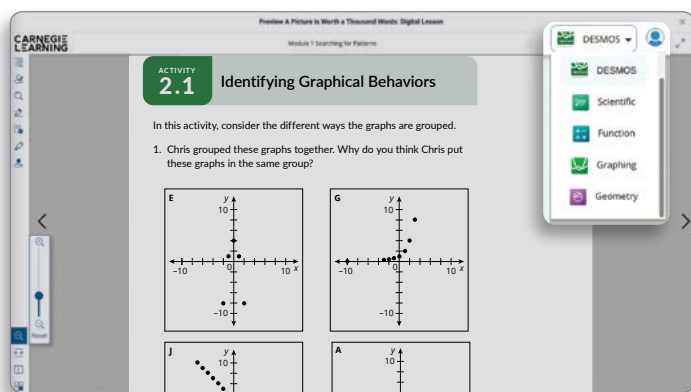 Preview A Picture Is Worth a Thousand Words: Digital Lesson
CARNEGIE
LEARNING
Module 1 Searching for Patterns
DESMOS
DESMOS
Scientific
Function
Graphing
Geometry
ACTIVITY
2.1
Identifying Graphical Behaviors
In this activity, consider the different ways the graphs are grouped.
1. Chris grouped these graphs together. Why do you think Chris put
these graphs in the same group?
E
y
10
-10
0
10
x
-10
G
y
10
-10
0
10
x
-10
J
y
10
A
y
10
Reset